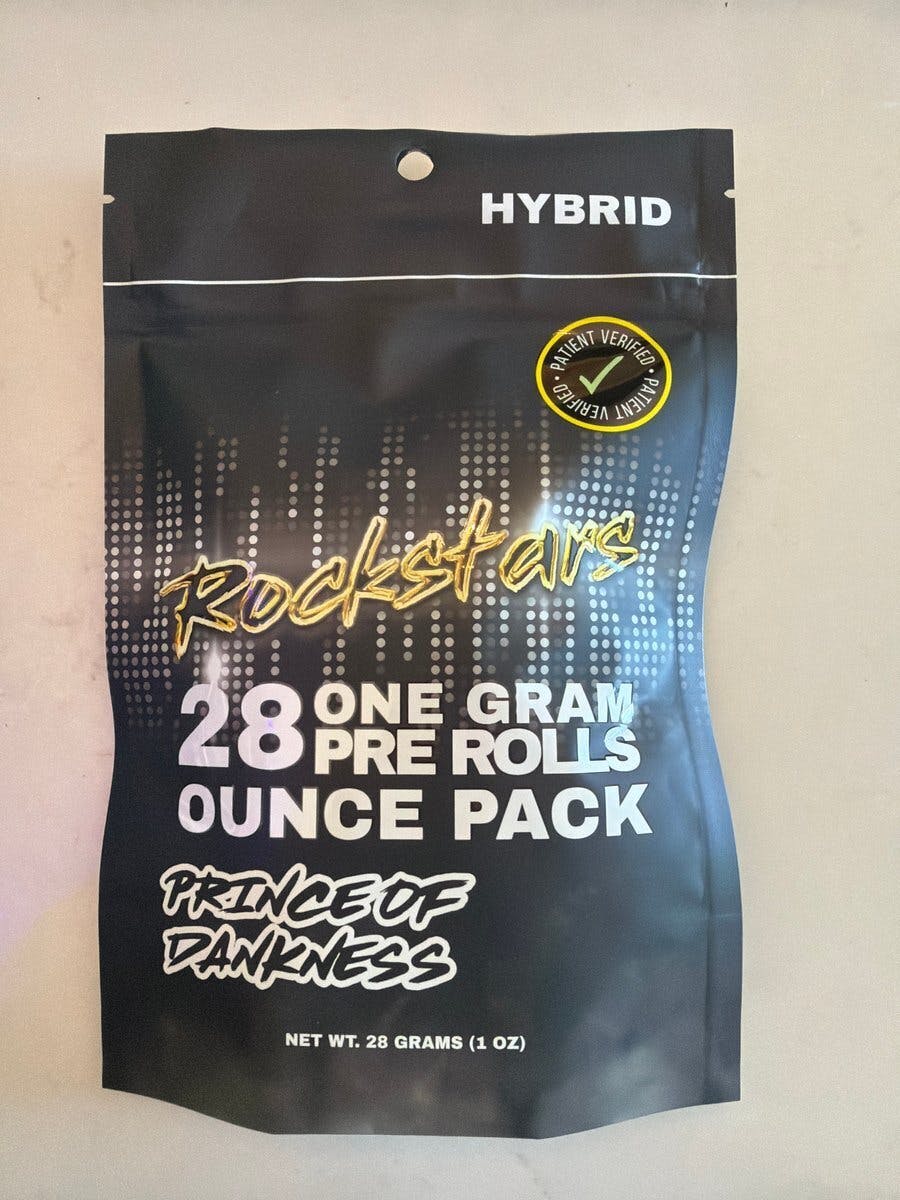 HYBRID
PATIENT VERIFIED • PATIENT VERIFIED •
Rockstars
28 ONE GRAM
PRE ROLLS
OUNCE PACK
PRINCE OF
DANKNESS
NET WT. 28 GRAMS (1 OZ)